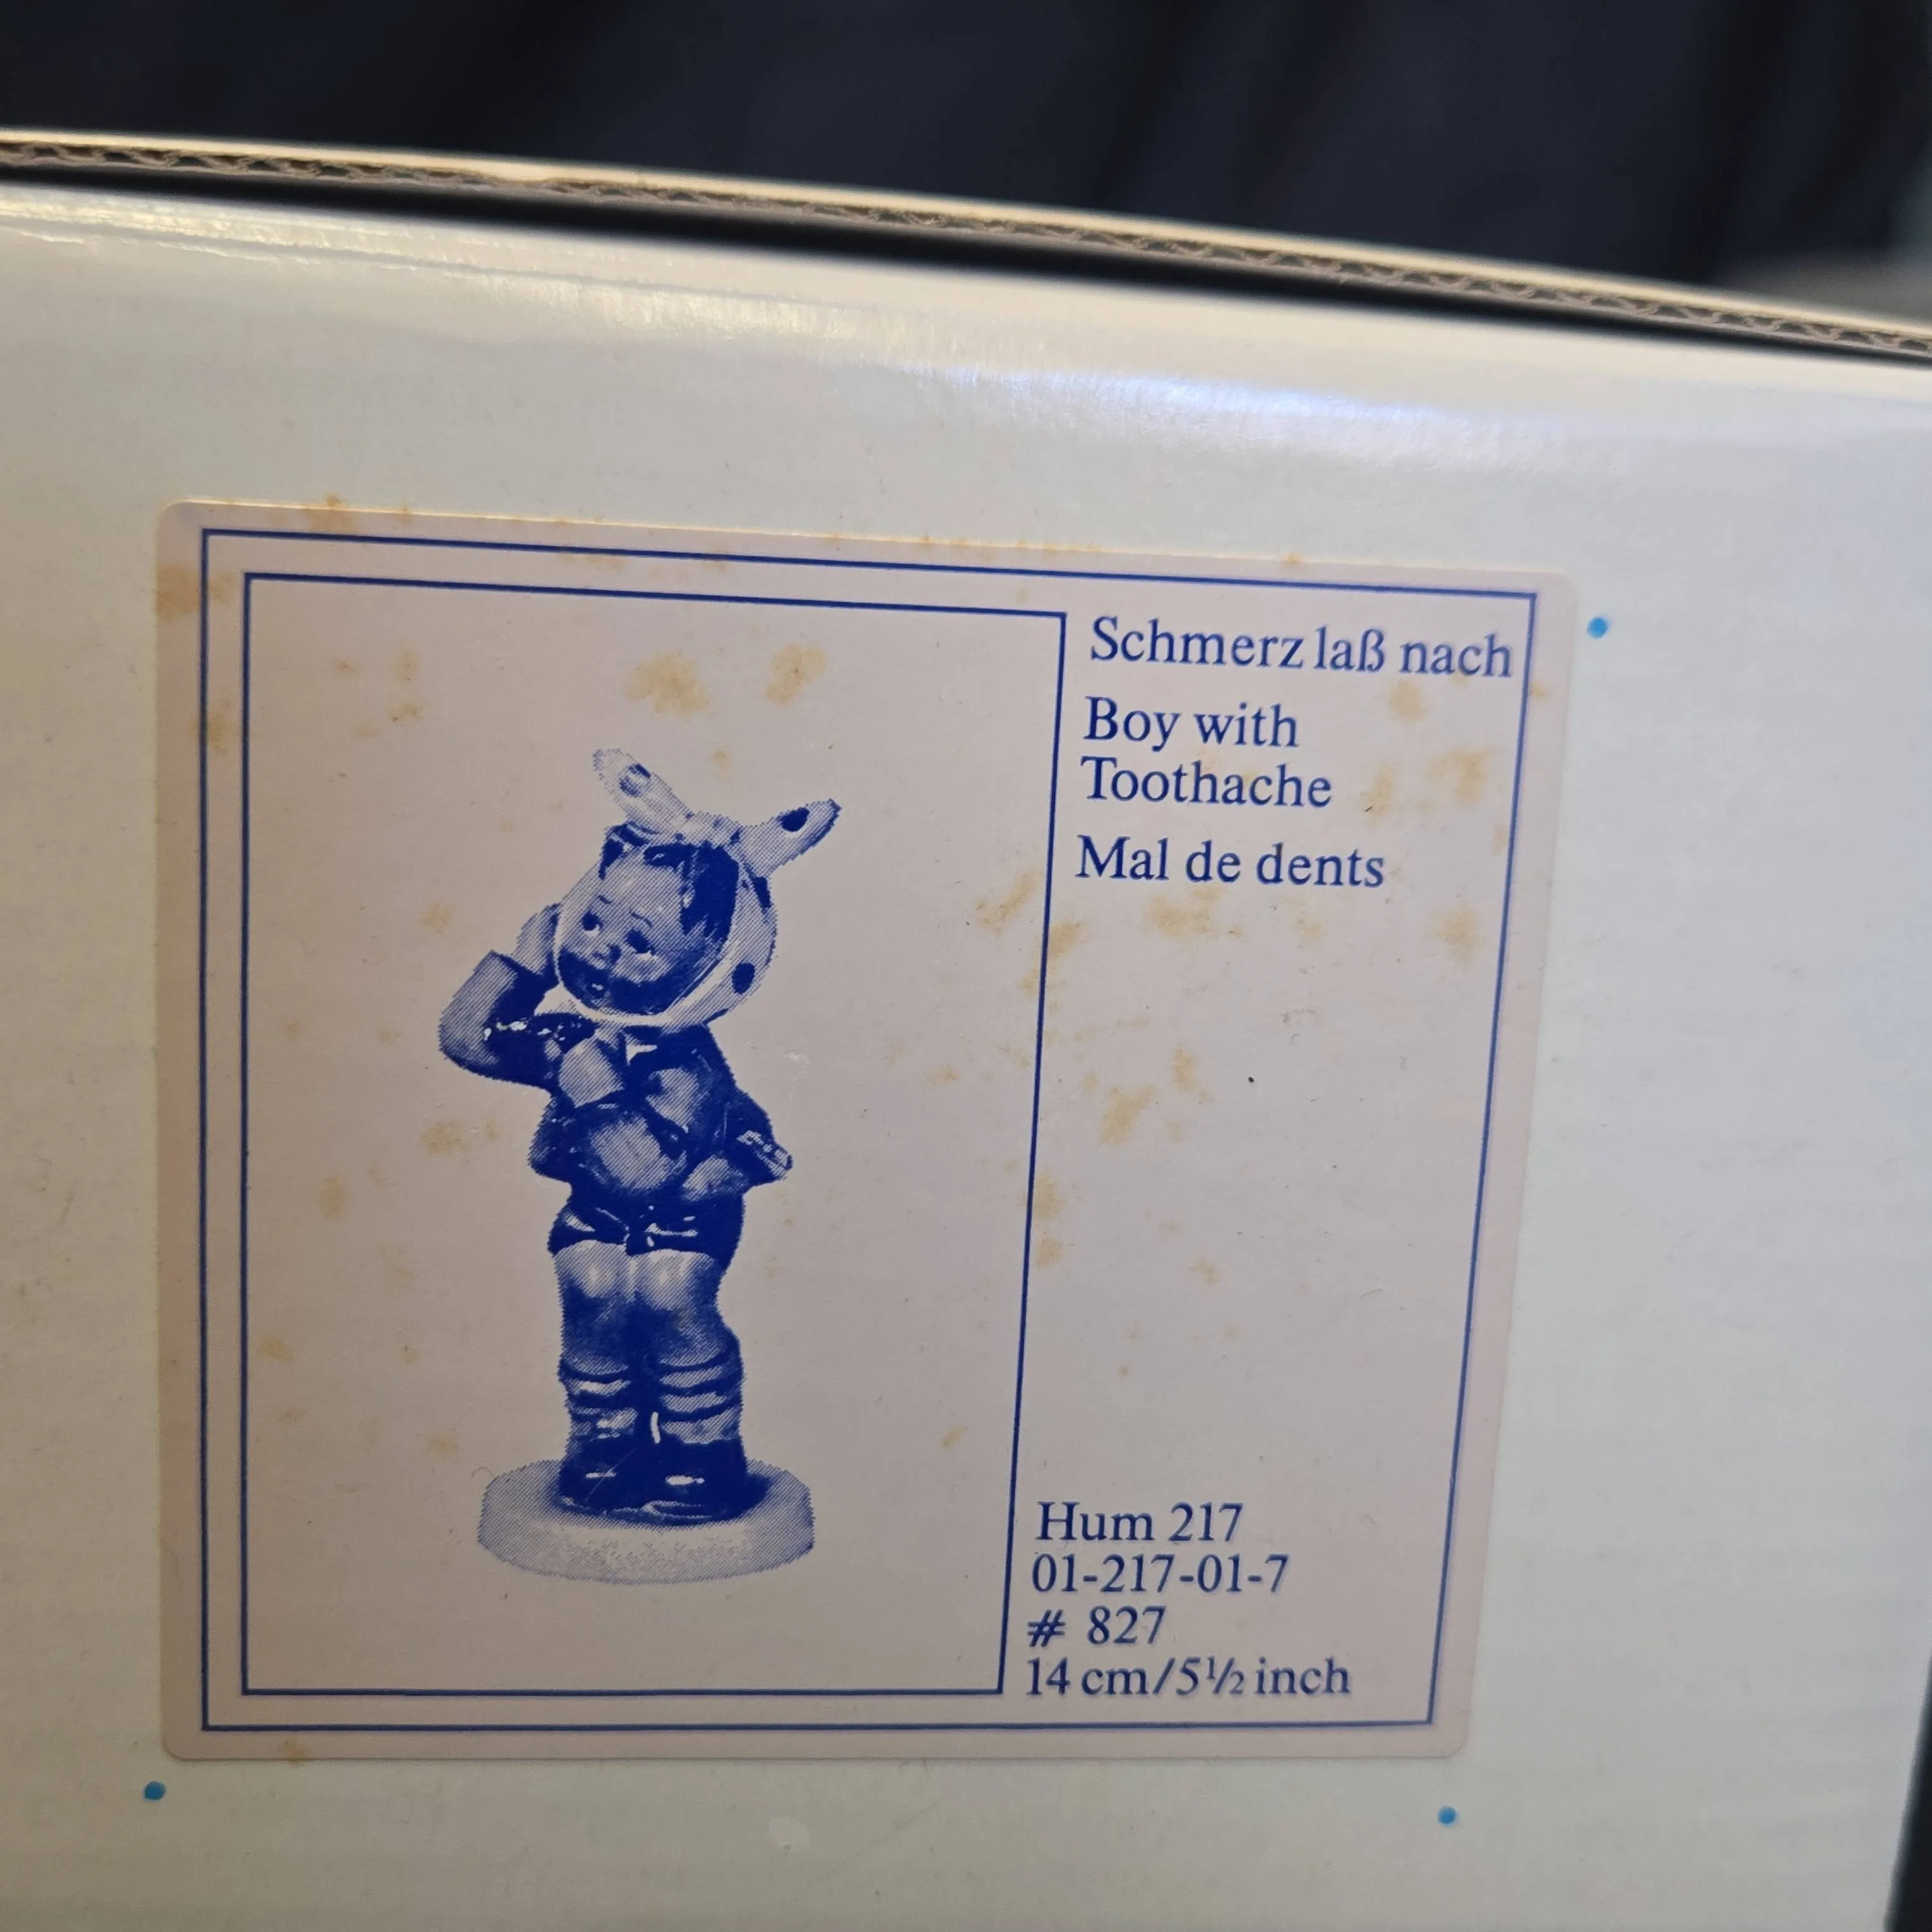 Schmerz laß nach
Boy with
Toothache
Mal de dents
Hum 217
01-217-01-7
# 827
14 cm/5½ inch